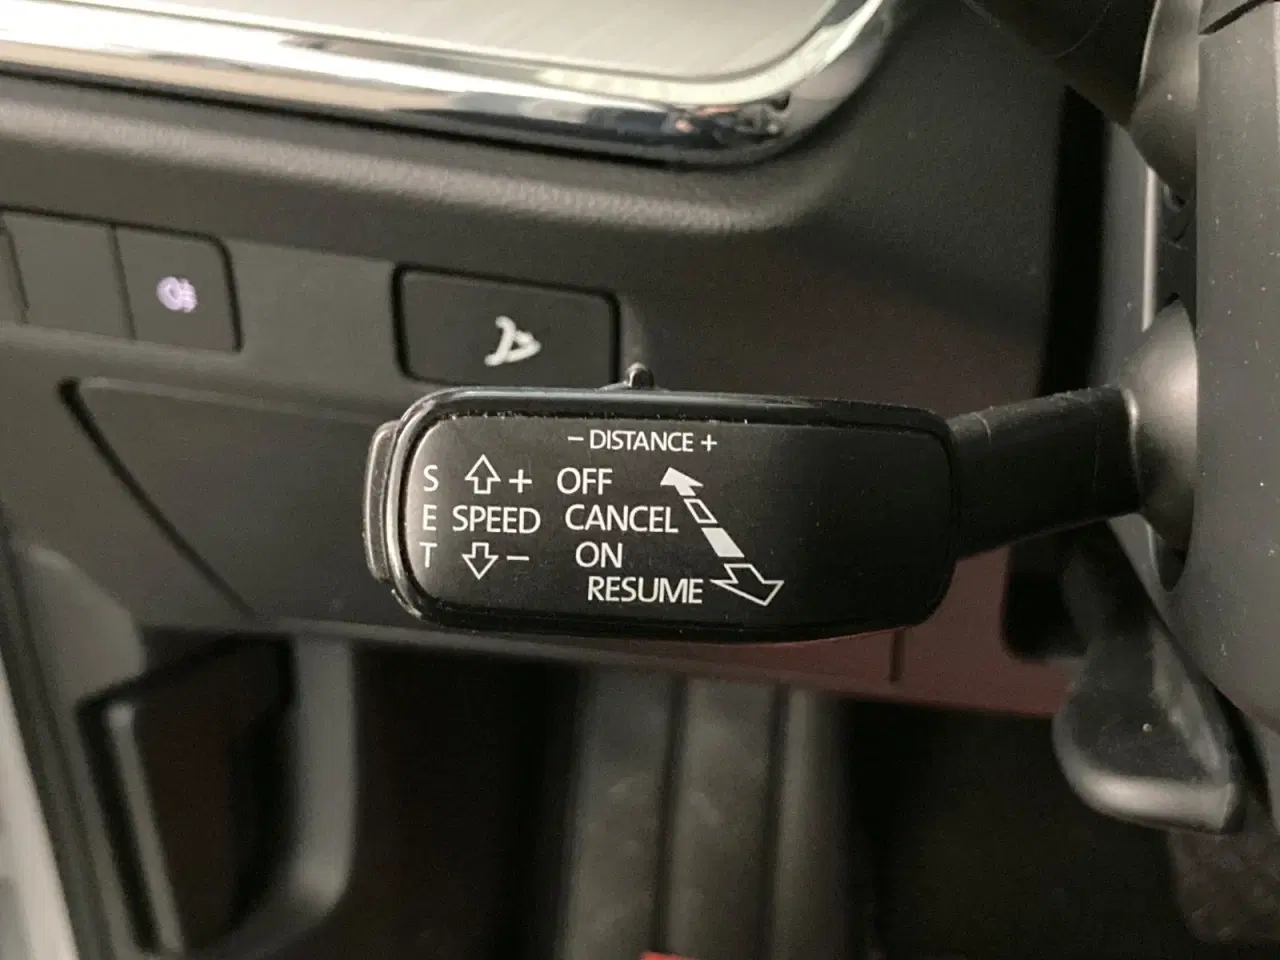 – DISTANCE +
S + OFF
E SPEED CANCEL
T – ON
RESUME